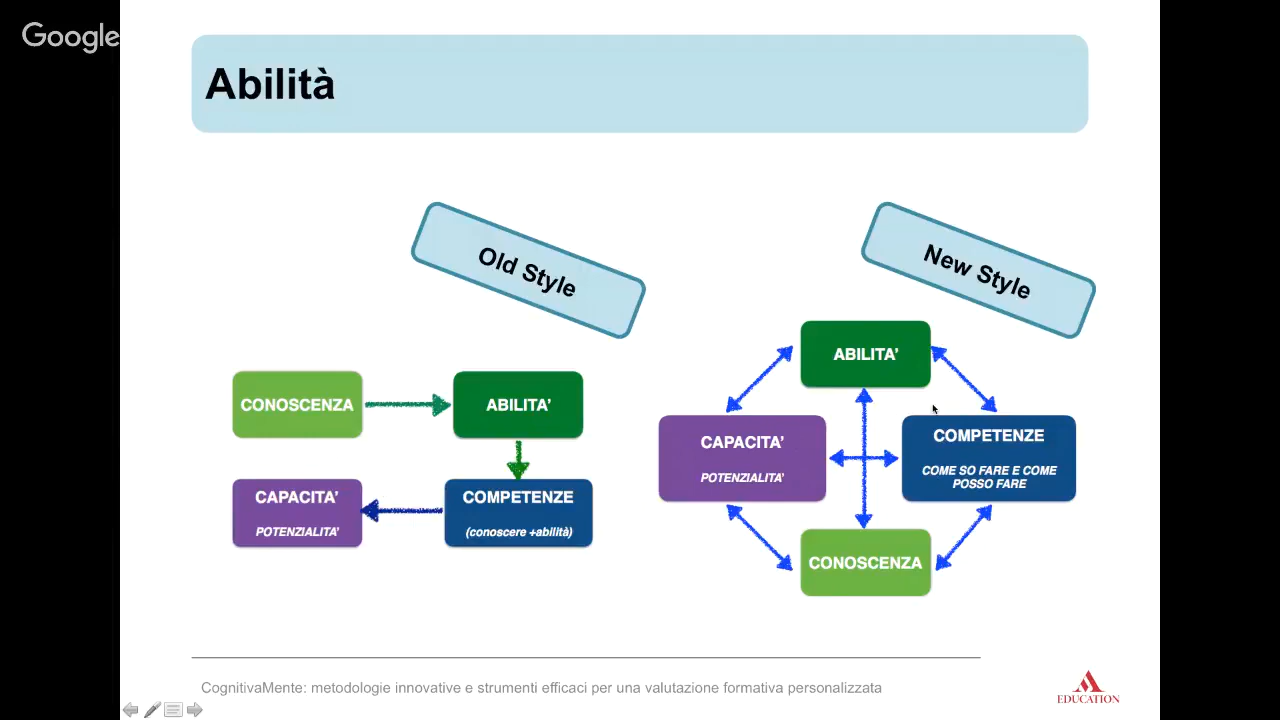 Google
Abilità
Old Style
New Style
CONOSCENZA
ABILITA'
CAPACITA'
POTENZIALITA'
COMPETENZE
(conoscere +abilità)
ABILITA'
CAPACITA'
POTENZIALITA'
COMPETENZE
COME SO FARE E COME
POSSO FARE
CONOSCENZA
CognitivaMente: metodologie innovative e strumenti efficaci per una valutazione formativa personalizzata
EDUCATION